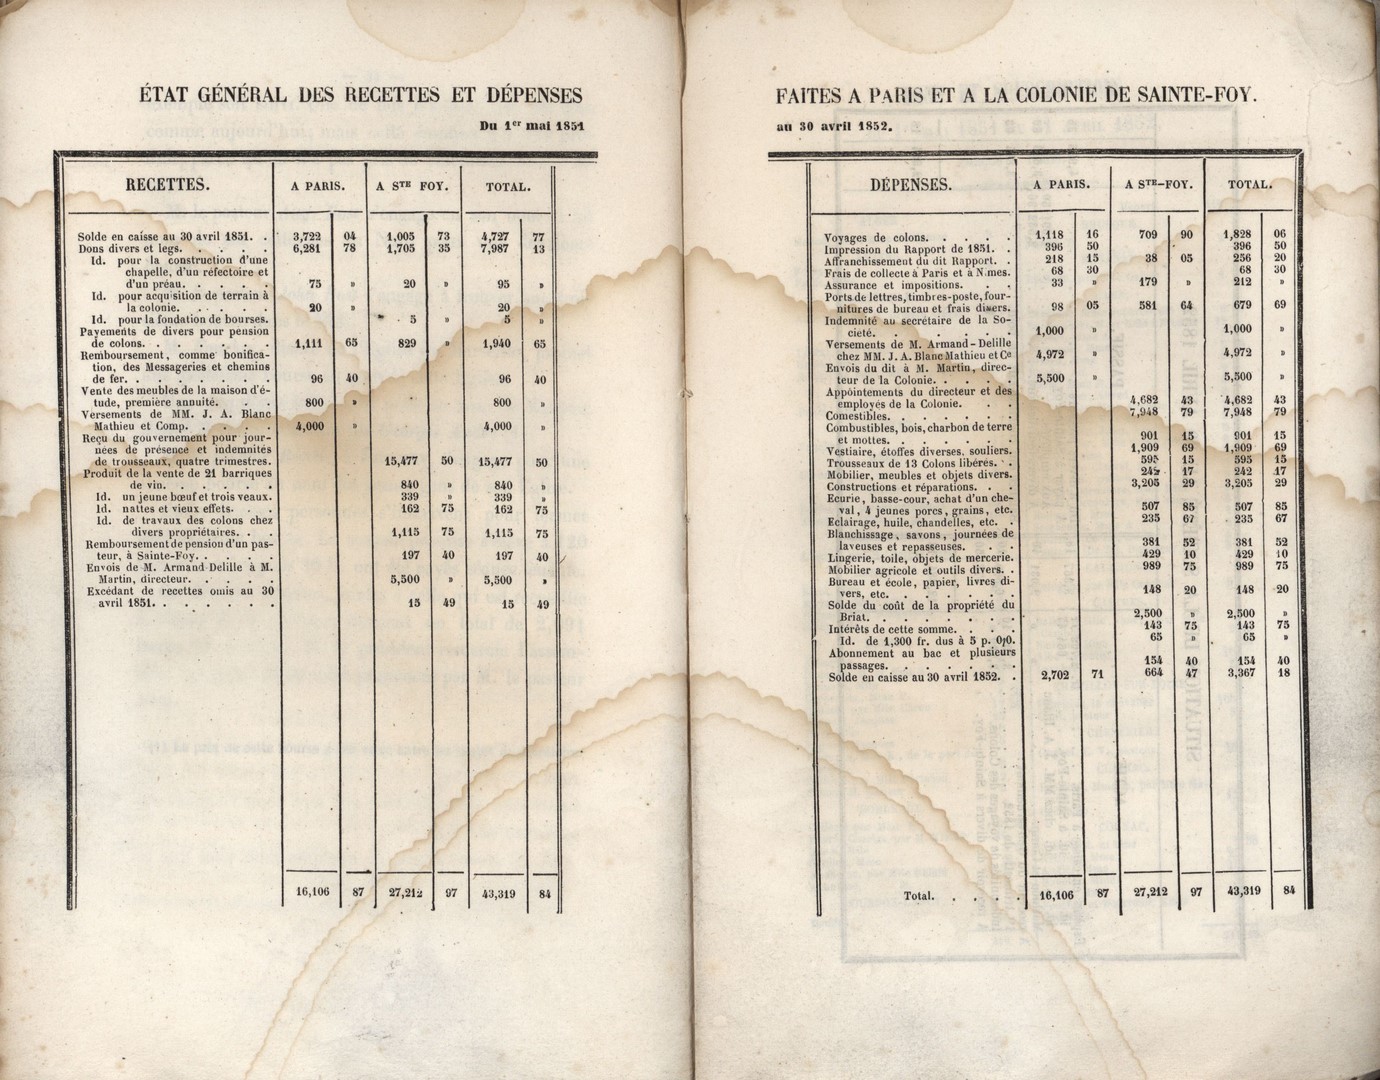 ÉTAT GÉNÉRAL DES RECETTES ET DÉPENSES
Du 1er mai 1851
RECETTES. A PARIS. A STE FOY. TOTAL.
Solde en caisse au 30 avril 1851. . 3,722 04 1,005 73 4,727 77
Dons divers et legs. . . . . 6,281 78 1,705 35 7,987 13
Id. pour la construction d'une
chapelle, d'un réfectoire et
d'un préau. . . . . 75 » 20 » 95 »
Id. pour acquisition de terrain à
la colonie. . . . . . 20 » 20 »
Id. pour la fondation de bourses. 5 » 5 »
Payements de divers pour pension
de colons. . . . . . . 1,111 65 829 » 1,940 65
Remboursement, comme bonifica-
tion, des Messageries et chemins
de fer. . . . . . . . 96 40 96 40
Vente des meubles de la maison d'é-
tude, première annuité. . . 800 » 800 »
Versements de MM. J. A. Blanc
Mathieu et Comp. . . . . 4,000 » 4,000 »
Reçu du gouvernement pour jour-
nées de présence et indemnités
de trousseaux, quatre trimestres. 15,477 50 15,477 50
Produit de la vente de 21 barriques
de vin. . . . . . . 840 » 840 »
Id. un jeune bœuf et trois veaux. 339 » 339 »
Id. nattes et vieux effets. . . 162 75 162 75
Id. de travaux des colons chez
divers propriétaires. . . 1,115 75 1,115 75
Remboursement de pension d'un pas-
teur, à Sainte-Foy. . . . . 197 40 197 40
Envois de M. Armand-Delille à M.
Martin, directeur. . . . . 5,500 » 5,500 »
Excédant de recettes omis au 30
avril 1851. . . . . . . 15 49 15 49
16,106 87 27,212 97 43,319 84
FAITES A PARIS ET A LA COLONIE DE SAINTE-FOY.
au 30 avril 1852.
DÉPENSES. A PARIS. A STE-FOY. TOTAL.
Voyages de colons. . . . . 1,118 16 709 90 1,828 06
Impression du Rapport de 1851. . 396 50 396 50
Affranchissement du dit Rapport. . 218 15 38 05 256 20
Frais de collecte à Paris et à Nîmes. 68 30 68 30
Assurance et impositions. . . 33 » 179 » 212 »
Ports de lettres, timbres-poste, four-
nitures de bureau et frais divers. 98 05 581 64 679 69
Indemnité au secrétaire de la So-
ciété. . . . . . . 1,000 » 1,000 »
Versements de M. Armand-Delille
chez MM. J. A. Blanc Mathieu et Ce 4,972 » 4,972 »
Envois du dit à M. Martin, direc-
teur de la Colonie. . . . . 5,500 » 5,500 »
Appointements du directeur et des
employés de la Colonie. . . 4,682 43 4,682 43
Comestibles. . . . . . . 7,948 79 7,948 79
Combustibles, bois, charbon de terre
et mottes. . . . . . . 901 15 901 15
Vestiaire, étoffes diverses, souliers. 1,909 69 1,909 69
Trousseaux de 13 Colons libérés. . 595 15 595 15
Mobilier, meubles et objets divers. 242 17 242 17
Constructions et réparations. . . 3,205 29 3,205 29
Ecurie, basse-cour, achat d'un che-
val, 4 jeunes porcs, grains, etc. 507 85 507 85
Eclairage, huile, chandelles, etc. . 235 67 235 67
Blanchissage, savons, journées de
laveuses et repasseuses. . . 381 52 381 52
Lingerie, toile, objets de mercerie. 429 10 429 10
Mobilier agricole et outils divers. . 989 75 989 75
Bureau et école, papier, livres di-
vers, etc. . . . . . . 148 20 148 20
Solde du coût de la propriété du
Briat. . . . . . . . 2,500 » 2,500 »
Intérêts de cette somme. . . . 143 75 143 75
Id. de 1,300 fr. dus à 5 p. 0/0. 65 » 65 »
Abonnement au bac et plusieurs
passages. . . . . . . 154 40 154 40
Solde en caisse au 30 avril 1852. . 2,702 71 664 47 3,367 18
Total. . . . . 16,106 87 27,212 97 43,319 84